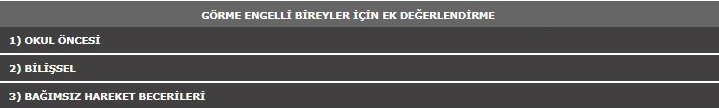 GÖRME ENGELLİ BİREYLER İÇİN EK DEĞERLENDİRME
1) OKUL ÖNCESİ
2) BİLİŞSEL
3) BAĞIMSIZ HAREKET BECERİLERİ